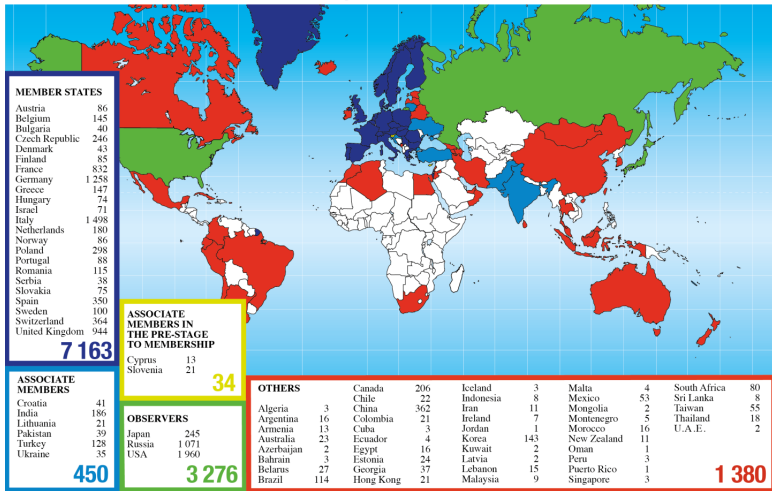 MEMBER STATES
Austria 86
Belgium 145
Bulgaria 40
Czech Republic 246
Denmark 43
Finland 85
France 832
Germany 1 258
Greece 147
Hungary 74
Israel 71
Italy 1 498
Netherlands 180
Norway 86
Poland 298
Portugal 88
Romania 115
Serbia 38
Slovakia 75
Spain 350
Sweden 100
Switzerland 364
United Kingdom 944
7 163
ASSOCIATE
MEMBERS IN
THE PRE-STAGE
TO MEMBERSHIP
Cyprus 13
Slovenia 21
34
ASSOCIATE
MEMBERS
Croatia 41
India 186
Lithuania 21
Pakistan 39
Turkey 128
Ukraine 35
450
OBSERVERS
Japan 245
Russia 1 071
USA 1 960
3 276
OTHERS
Algeria 3
Argentina 16
Armenia 13
Australia 23
Azerbaijan 2
Bahrain 3
Belarus 27
Brazil 114
Canada 206
Chile 22
China 362
Colombia 21
Cuba 3
Ecuador 4
Egypt 16
Estonia 24
Georgia 37
Hong Kong 21
Iceland 3
Indonesia 8
Iran 11
Ireland 7
Jordan 1
Korea 143
Kuwait 2
Latvia 2
Lebanon 15
Malaysia 9
Malta 4
Mexico 53
Mongolia 2
Montenegro 5
Morocco 16
New Zealand 11
Oman 1
Peru 3
Puerto Rico 1
Singapore 3
South Africa 80
Sri Lanka 8
Taiwan 55
Thailand 18
U.A.E. 2
1 380